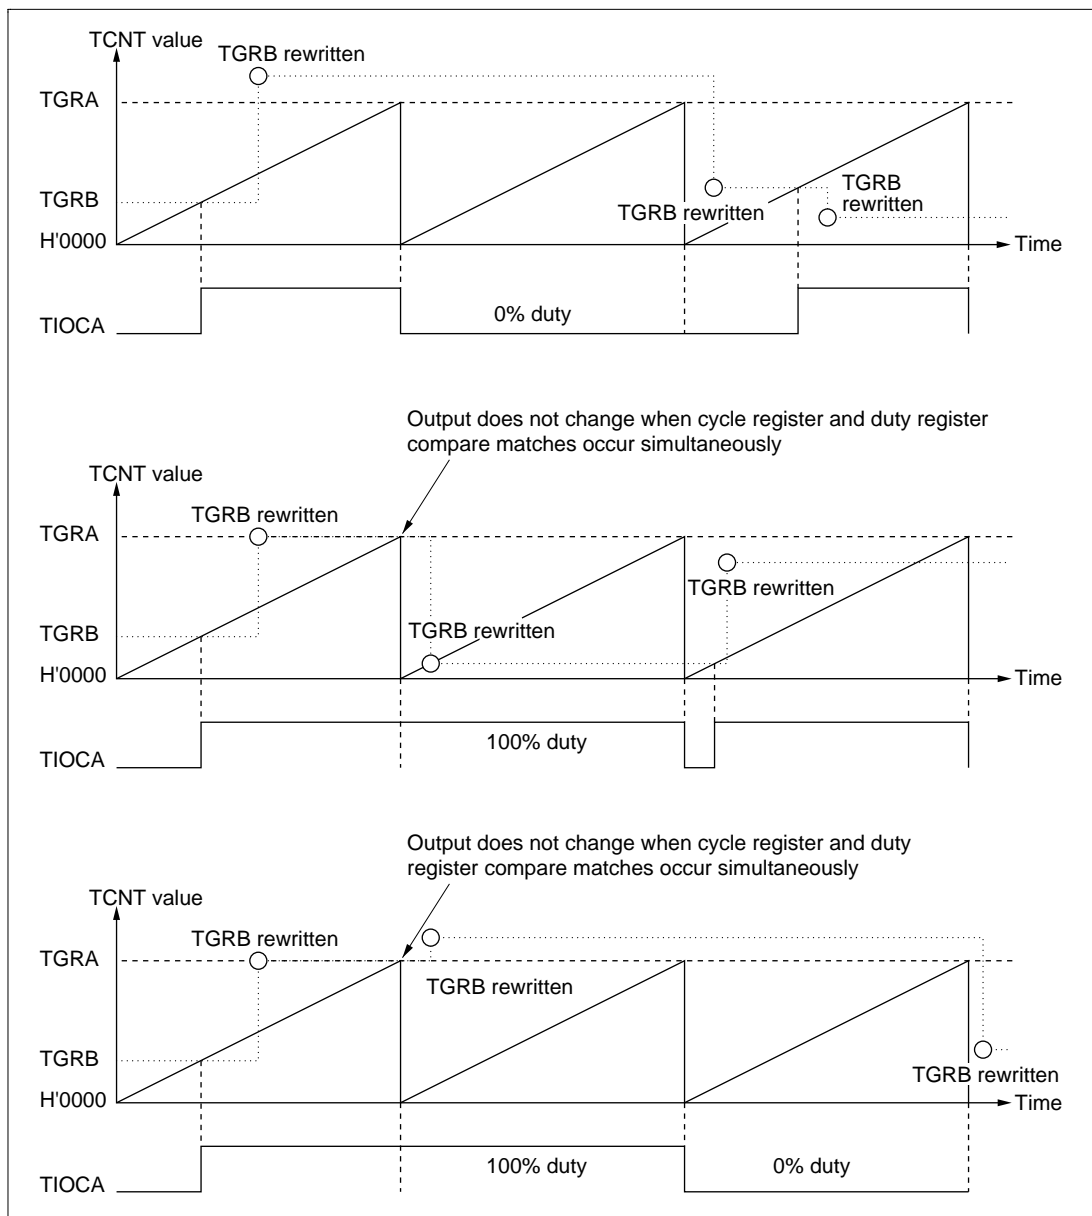 TCNT value
TGRB rewritten
TGRA
TGRB
TGRB rewritten
TGRB
rewritten
H'0000
Time
TIOCA
0% duty
Output does not change when cycle register and duty register
compare matches occur simultaneously
TCNT value
TGRB rewritten
TGRA
TGRB rewritten
TGRB
TGRB rewritten
H'0000
Time
100% duty
TIOCA
Output does not change when cycle register and duty
register compare matches occur simultaneously
TCNT value
TGRB rewritten
TGRA
TGRB rewritten
TGRB
TGRB rewritten
H'0000
Time
100% duty
0% duty
TIOCA